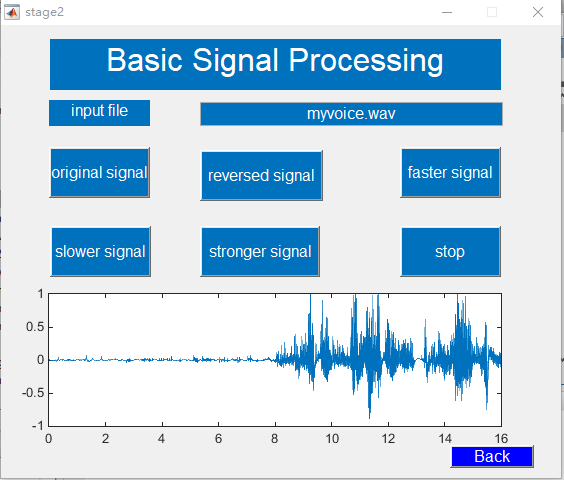 stage2
Basic Signal Processing
input file
myvoice.wav
original signal
reversed signal
faster signal
slower signal
stronger signal
stop
1
0.5
0
-0.5
-1
0 2 4 6 8 10 12 14 16
Back